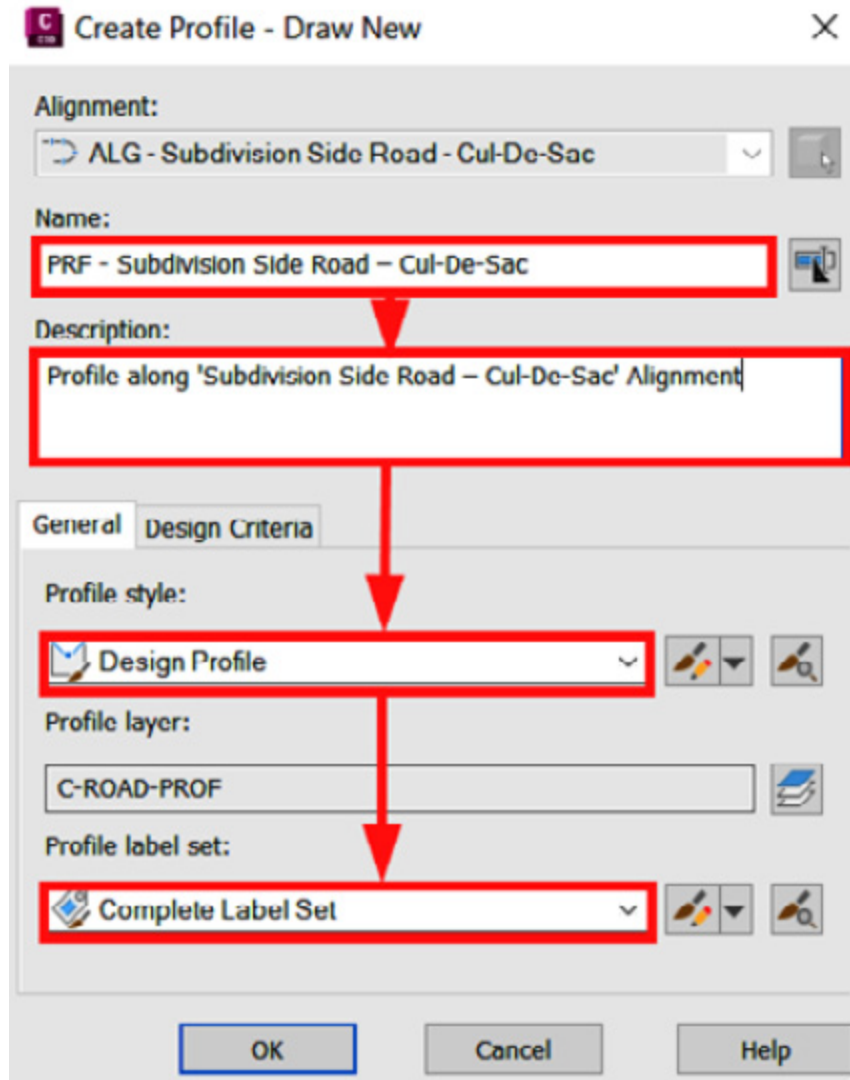 Create Profile - Draw New
Alignment:
ALG - Subdivision Side Road - Cul-De-Sac
Name:
PRF - Subdivision Side Road – Cul-De-Sac
Description:
Profile along 'Subdivision Side Road – Cul-De-Sac' Alignment
General Design Criteria
Profile style:
Design Profile
Profile layer:
C-ROAD-PROF
Profile label set:
Complete Label Set
OK Cancel Help